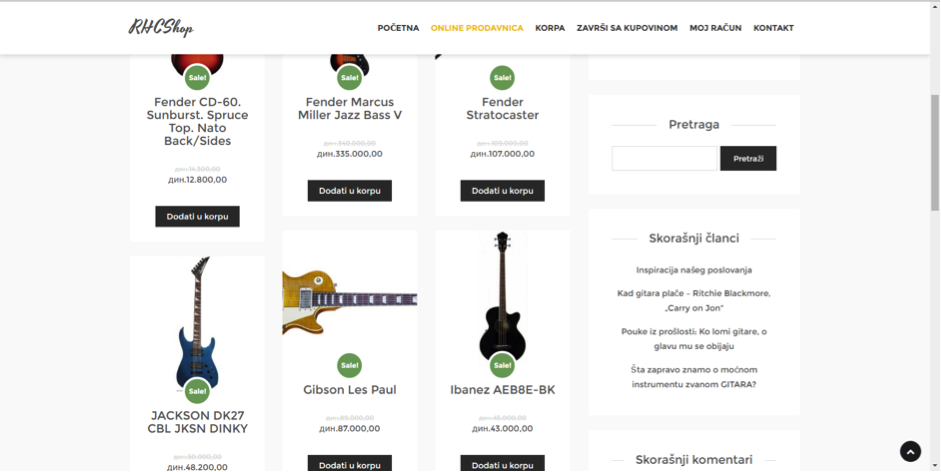 RHCShop
POČETNA
ONLINE PRODAVNICA
KORPA
ZAVRŠI SA KUPOVINOM
MOJ RAČUN
KONTAKT
Sale!
Fender CD-60.
Sunburst. Spruce
Top. Nato
Back/Sides
дин.14.500,00
дин.12.800,00
Dodati u korpu
Sale!
Fender Marcus
Miller Jazz Bass V
дин.340.000,00
дин.335.000,00
Dodati u korpu
Sale!
Fender
Stratocaster
дин.109.000,00
дин.107.000,00
Dodati u korpu
Sale!
JACKSON DK27
CBL JKSN DINKY
дин.50.000,00
дин.48.200,00
Sale!
Gibson Les Paul
дин.87.000,00
Dodati u korpu
Sale!
Ibanez AEB8E-BK
дин.45.000,00
дин.43.000,00
Dodati u korpu
Pretraga
Pretraži
Skorašnji članci
Inspiracija našeg poslovanja
Kad gitara plače – Ritchie Blackmore,
„Carry on Jon“
Pouke iz prošlosti: Ko lomi gitare, o
glavu mu se obijaju
Šta zapravo znamo o moćnom
instrumentu zvanom GITARA?
Skorašnji komentari